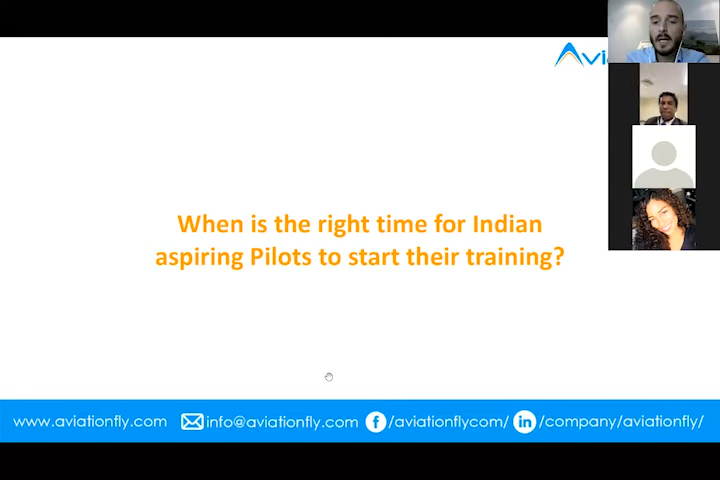 When is the right time for Indian
aspiring Pilots to start their training?
www.aviationfly.com info@aviationfly.com /aviationflycom/ /company/aviationfly/